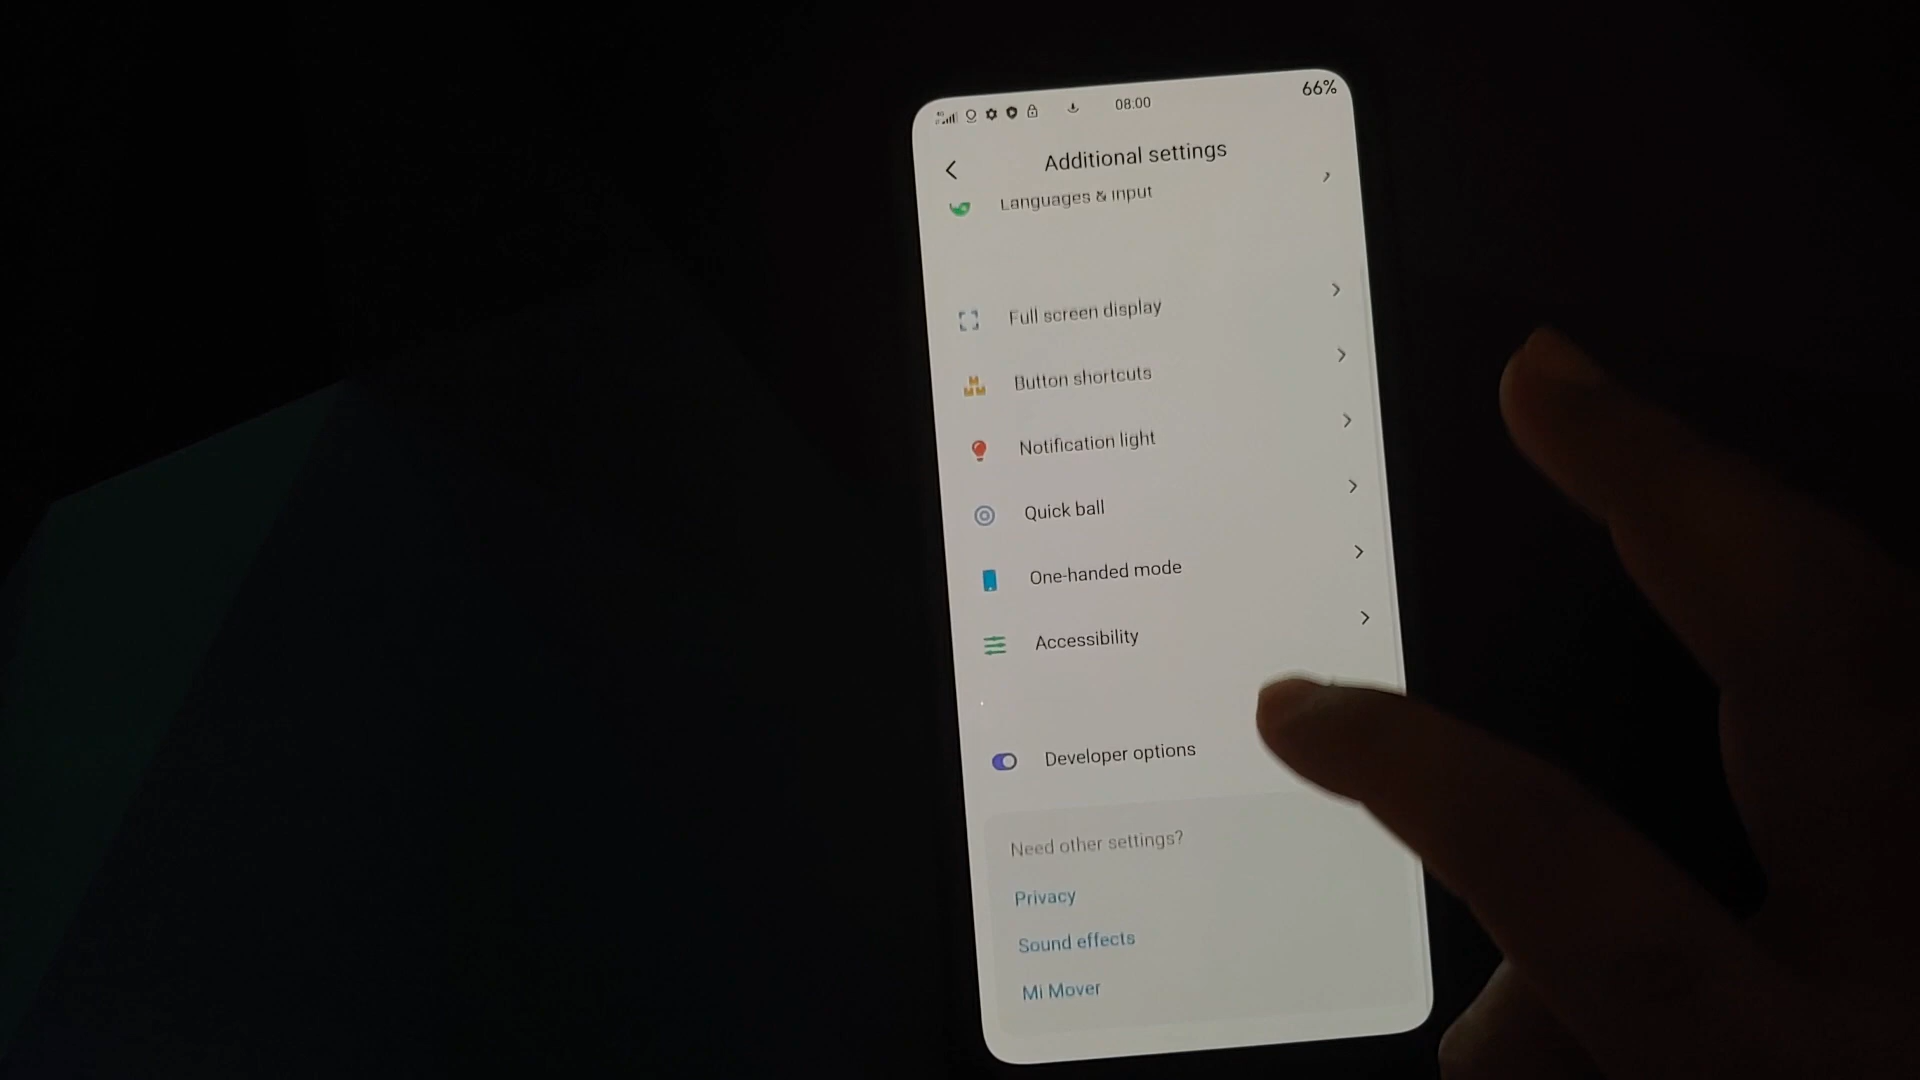 08:00
66%
Additional settings
Languages & input
Full screen display
Button shortcuts
Notification light
Quick ball
One-handed mode
Accessibility
Developer options
Need other settings?
Privacy
Sound effects
Mi Mover